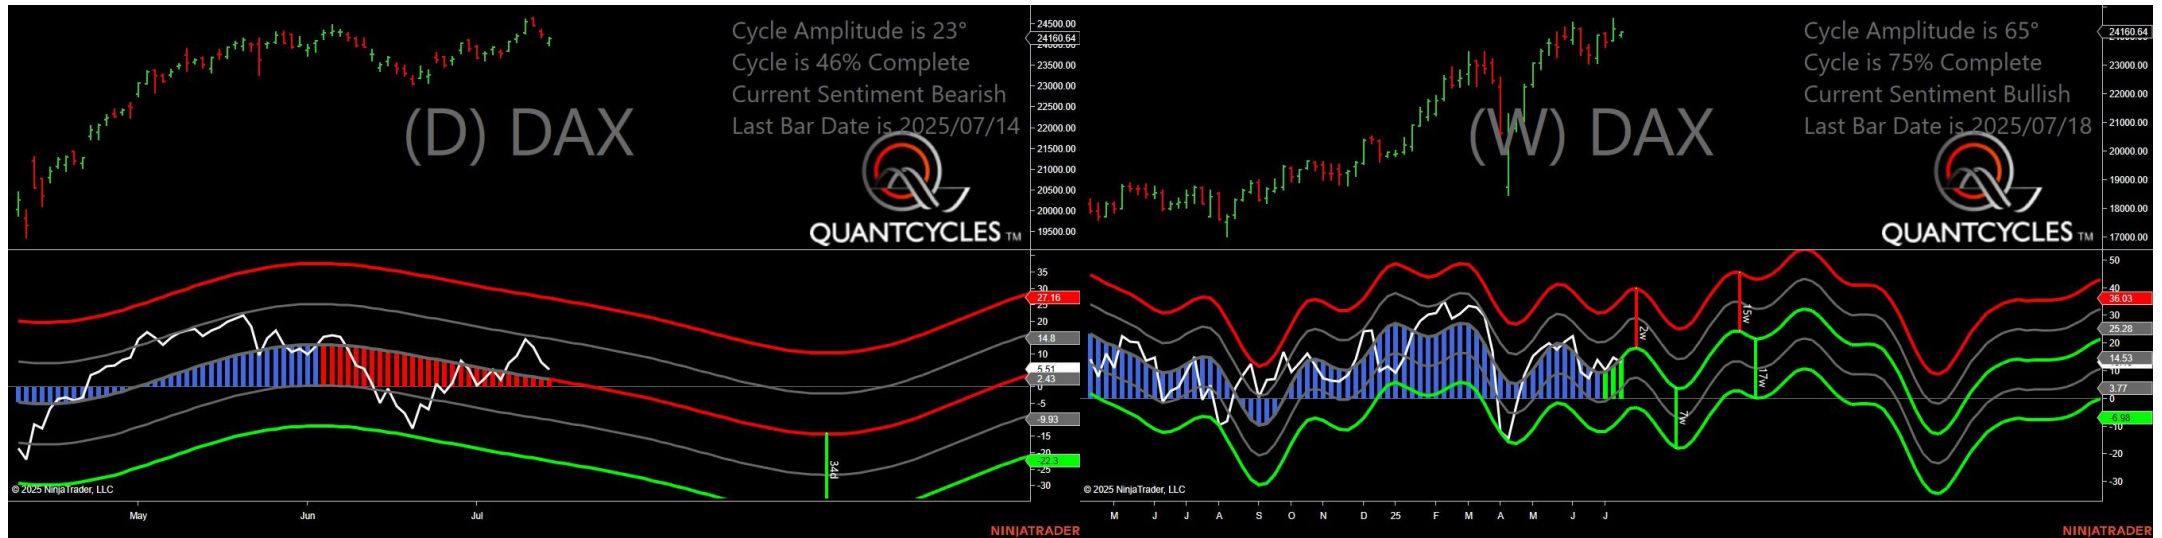 Cycle Amplitude is 23°
Cycle is 46% Complete
Current Sentiment Bearish
Last Bar Date is 2025/07/14
(D) DAX
QUANTCYCLES TM
24500.00
24160.64
23500.00
23000.00
22500.00
22000.00
21500.00
21000.00
20500.00
20000.00
19500.00
35
30
27.16
20
14.8
10
5.51
2.43
0
-5
-9.93
-15
-22.3
-25
-30
34d
© 2025 NinjaTrader, LLC
May Jun Jul
NINJATRADER
Cycle Amplitude is 65°
Cycle is 75% Complete
Current Sentiment Bullish
Last Bar Date is 2025/07/18
(W) DAX
QUANTCYCLES TM
24160.64
23000.00
22000.00
21000.00
20000.00
19000.00
18000.00
17000.00
50
40
36.03
30
25.28
20
14.53
10
3.77
0
-6.98
-10
-20
-30
2w
7w
15w
17w
© 2025 NinjaTrader, LLC
M J J A S O N D 25 F M A M J J
NINJATRADER